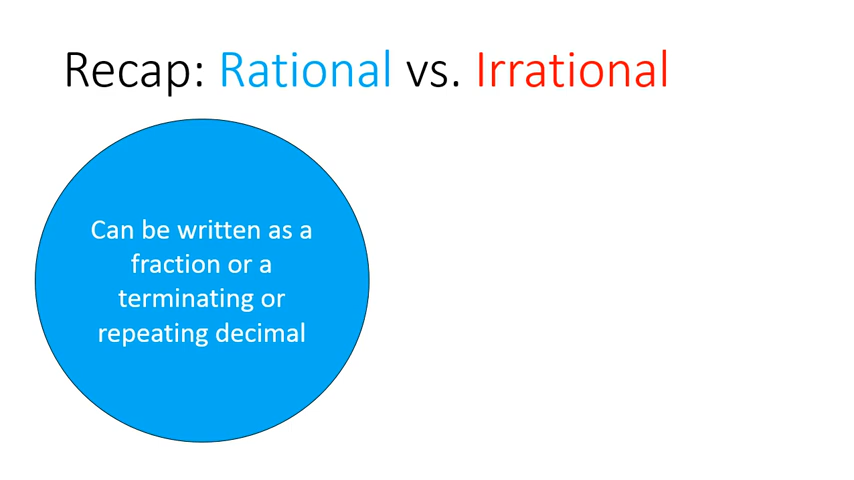 Recap: Rational vs. Irrational
Can be written as a
fraction or a
terminating or
repeating decimal